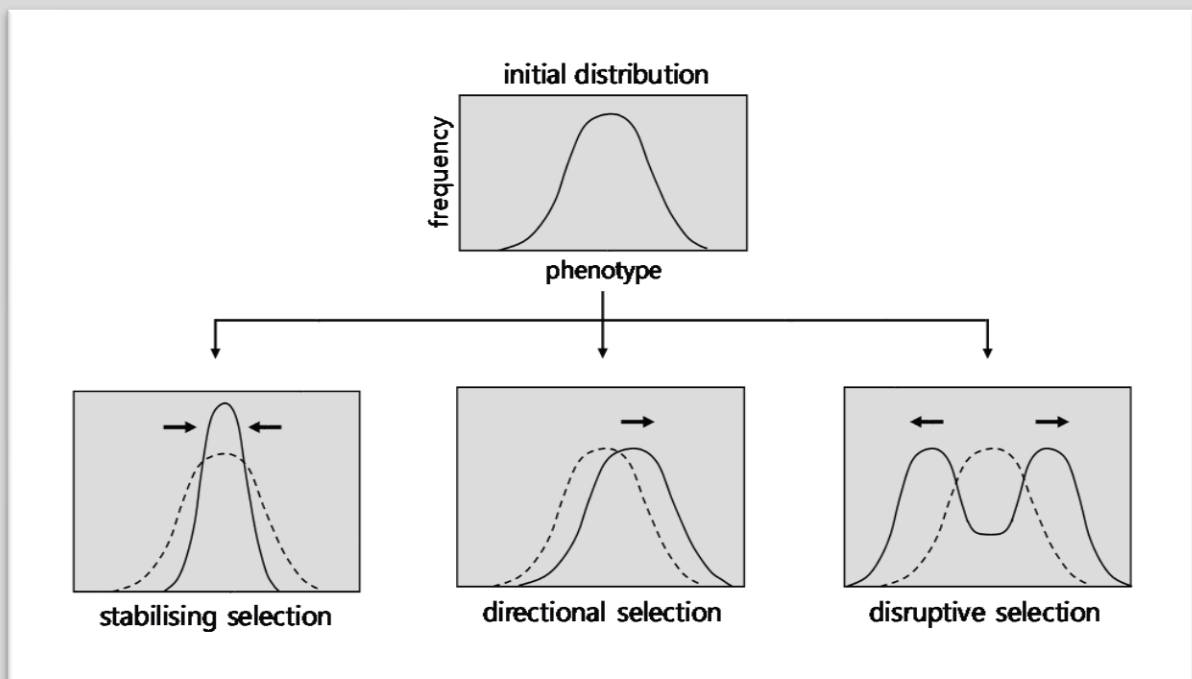 initial distribution
frequency
phenotype
stabilising selection
directional selection
disruptive selection